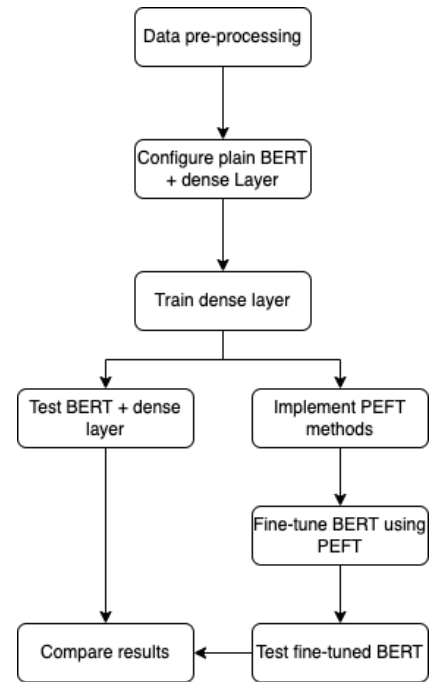 Data pre-processing
Configure plain BERT
+ dense Layer
Train dense layer
Test BERT + dense
layer
Implement PEFT
methods
Fine-tune BERT using
PEFT
Compare results
Test fine-tuned BERT